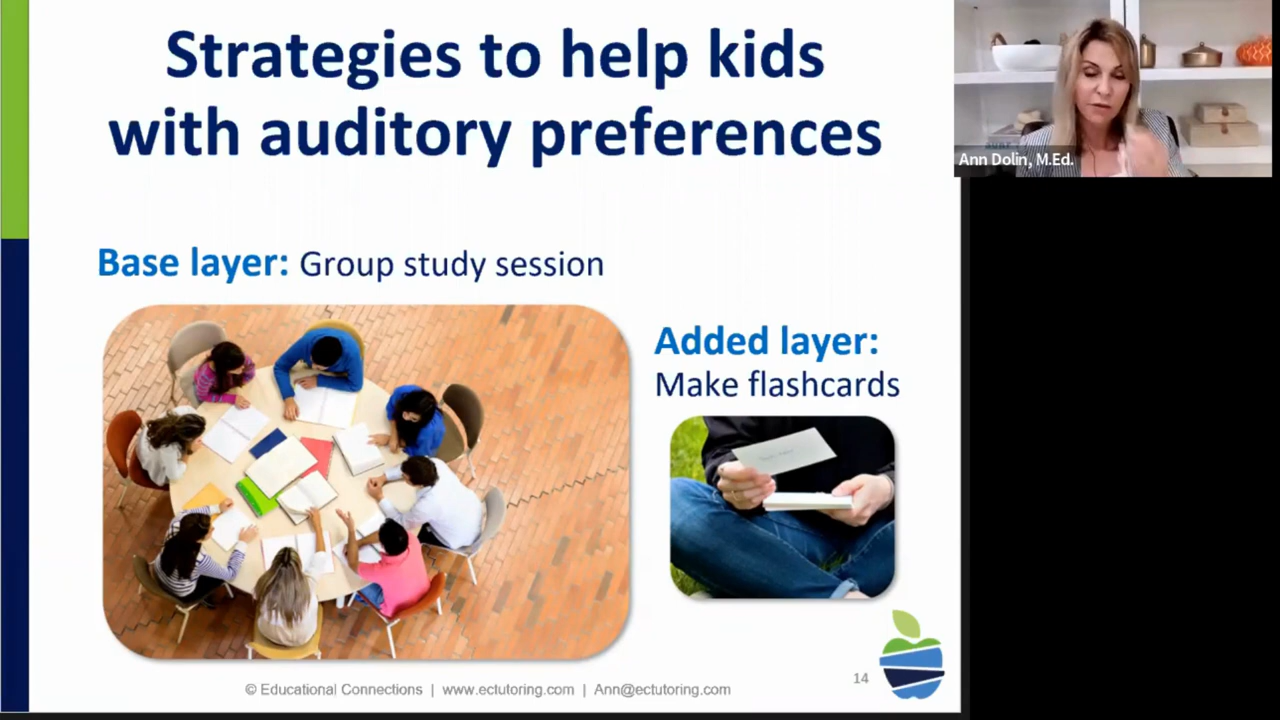 Strategies to help kids
with auditory preferences
Ann Dolin, M.Ed.
Base layer: Group study session
Added layer:
Make flashcards
14
© Educational Connections | www.ectutoring.com | Ann@ectutoring.com